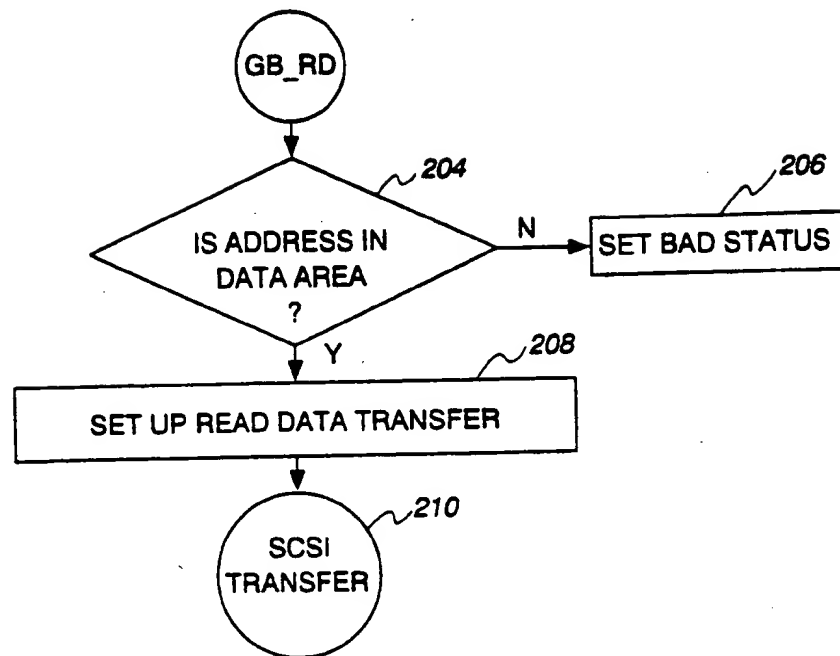 GB_RD
204
IS ADDRESS IN
DATA AREA
?
N
206
SET BAD STATUS
Y
208
SET UP READ DATA TRANSFER
210
SCSI
TRANSFER